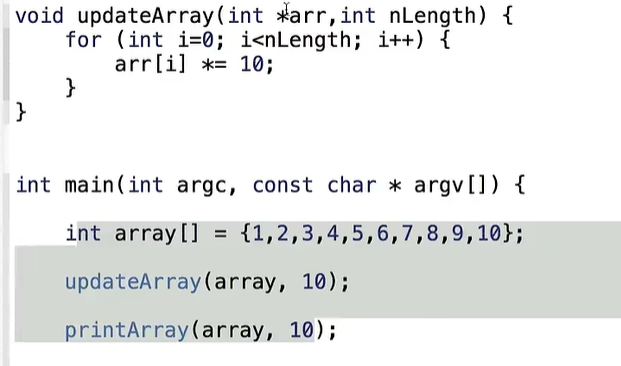 void updateArray(int *arr,int nLength) {
for (int i=0; i<nLength; i++) {
arr[i] *= 10;
}
}
int main(int argc, const char * argv[]) {
int array[] = {1,2,3,4,5,6,7,8,9,10};
updateArray(array, 10);
printArray(array, 10);